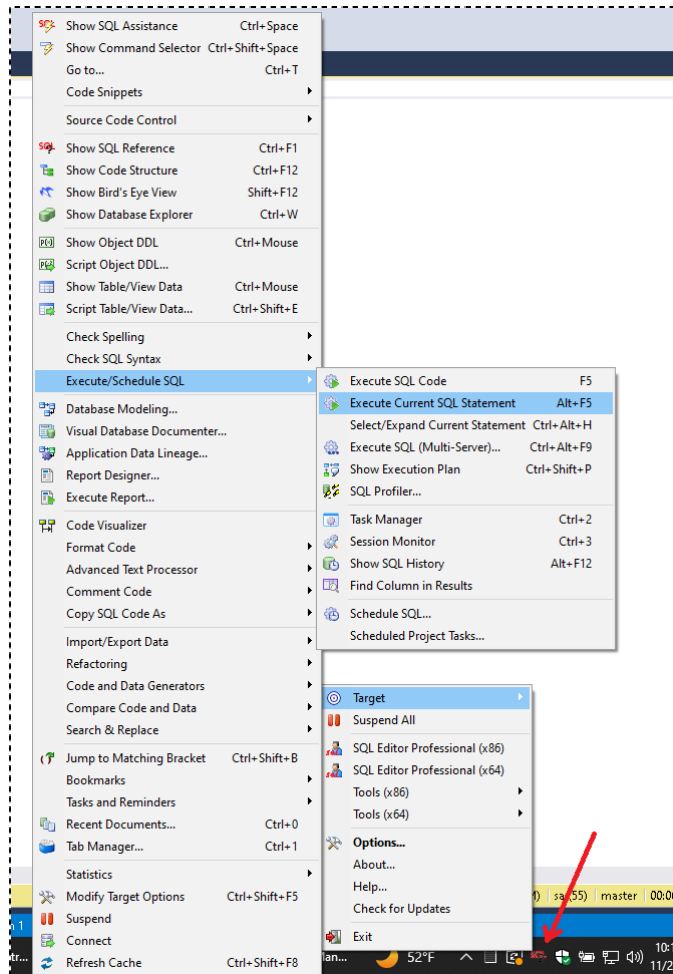 Show SQL Assistance Ctrl+Space
Show Command Selector Ctrl+Shift+Space
Go to... Ctrl+T
Code Snippets
Source Code Control
Show SQL Reference Ctrl+F1
Show Code Structure Ctrl+F12
Show Bird's Eye View Shift+F12
Show Database Explorer Ctrl+W
Show Object DDL Ctrl+Mouse
Script Object DDL...
Show Table/View Data Ctrl+Mouse
Script Table/View Data... Ctrl+Shift+E
Check Spelling
Check SQL Syntax
Execute/Schedule SQL
Database Modeling...
Visual Database Documenter...
Application Data Lineage...
Report Designer...
Execute Report...
Code Visualizer
Format Code
Advanced Text Processor
Comment Code
Copy SQL Code As
Import/Export Data
Refactoring
Code and Data Generators
Compare Code and Data
Search & Replace
Jump to Matching Bracket Ctrl+Shift+B
Bookmarks
Tasks and Reminders
Recent Documents... Ctrl+0
Tab Manager... Ctrl+1
Statistics
Modify Target Options Ctrl+Shift+F5
Suspend
Connect
Refresh Cache Ctrl+Shift+F8
Execute SQL Code F5
Execute Current SQL Statement Alt+F5
Select/Expand Current Statement Ctrl+Alt+H
Execute SQL (Multi-Server)... Ctrl+Alt+F9
Show Execution Plan Ctrl+Shift+P
SQL Profiler...
Task Manager Ctrl+2
Session Monitor Ctrl+3
Show SQL History Alt+F12
Find Column in Results
Schedule SQL...
Scheduled Project Tasks...
Target
Suspend All
SQL Editor Professional (x86)
SQL Editor Professional (x64)
Tools (x86)
Tools (x64)
Options...
About...
Help...
Check for Updates
Exit
sa (55) master 00:0
52°F
10:1
11/2